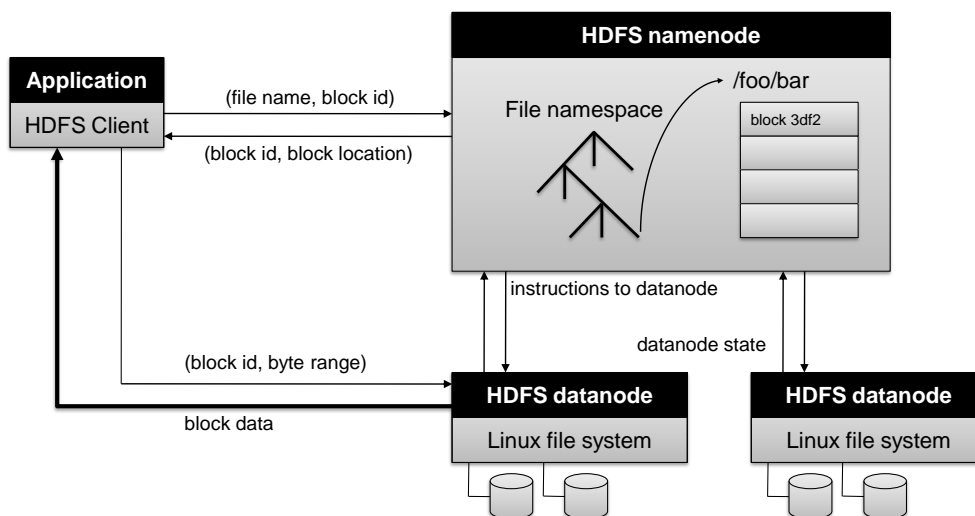 HDFS namenode
Application
HDFS Client
(file name, block id)
(block id, block location)
File namespace
/foo/bar
block 3df2
instructions to datanode
datanode state
(block id, byte range)
block data
HDFS datanode
Linux file system
HDFS datanode
Linux file system